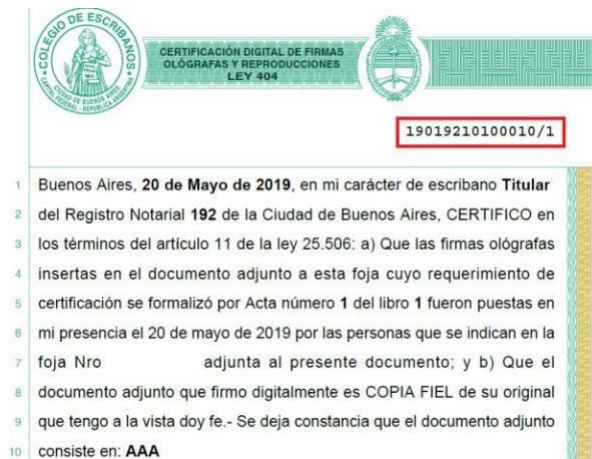 COLEGIO DE ESCRIBANOS
CAPITAL FEDERAL - REPUBLICA ARGENTINA
CIUDAD DE BUENOS AIRES
CERTIFICACIÓN DIGITAL DE FIRMAS
OLÓGRAFAS Y REPRODUCCIONES
LEY 404
19019210100010/1
1 Buenos Aires, 20 de Mayo de 2019, en mi carácter de escribano Titular
2 del Registro Notarial 192 de la Ciudad de Buenos Aires, CERTIFICO en
3 los términos del artículo 11 de la ley 25.506: a) Que las firmas ológrafas
4 insertas en el documento adjunto a esta foja cuyo requerimiento de
5 certificación se formalizó por Acta número 1 del libro 1 fueron puestas en
6 mi presencia el 20 de mayo de 2019 por las personas que se indican en la
7 foja Nro adjunta al presente documento; y b) Que el
8 documento adjunto que firmo digitalmente es COPIA FIEL de su original
9 que tengo a la vista doy fe.- Se deja constancia que el documento adjunto
10 consiste en: AAA